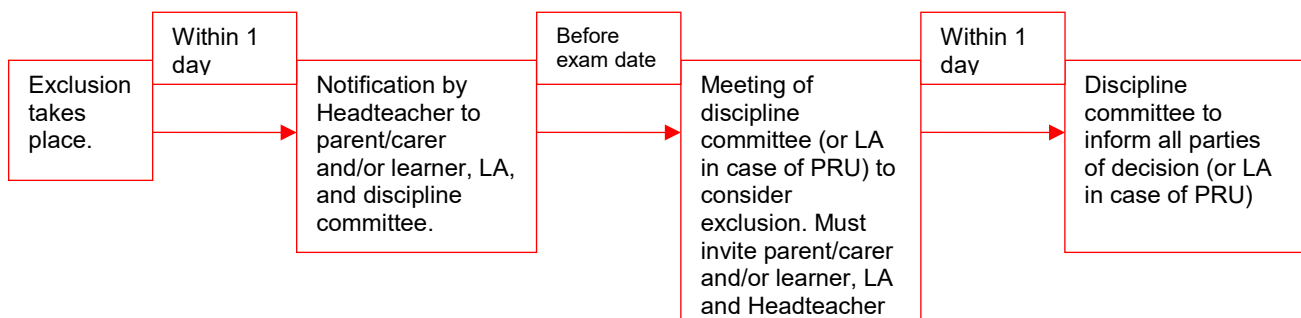 Exclusion
takes
place.
Within 1
day
Notification by
Headteacher to
parent/carer
and/or learner, LA,
and discipline
committee.
Before
exam date
Meeting of
discipline
committee (or LA
in case of PRU) to
consider
exclusion. Must
invite parent/carer
and/or learner, LA
and Headteacher
Within 1
day
Discipline
committee to
inform all parties
of decision (or LA
in case of PRU)